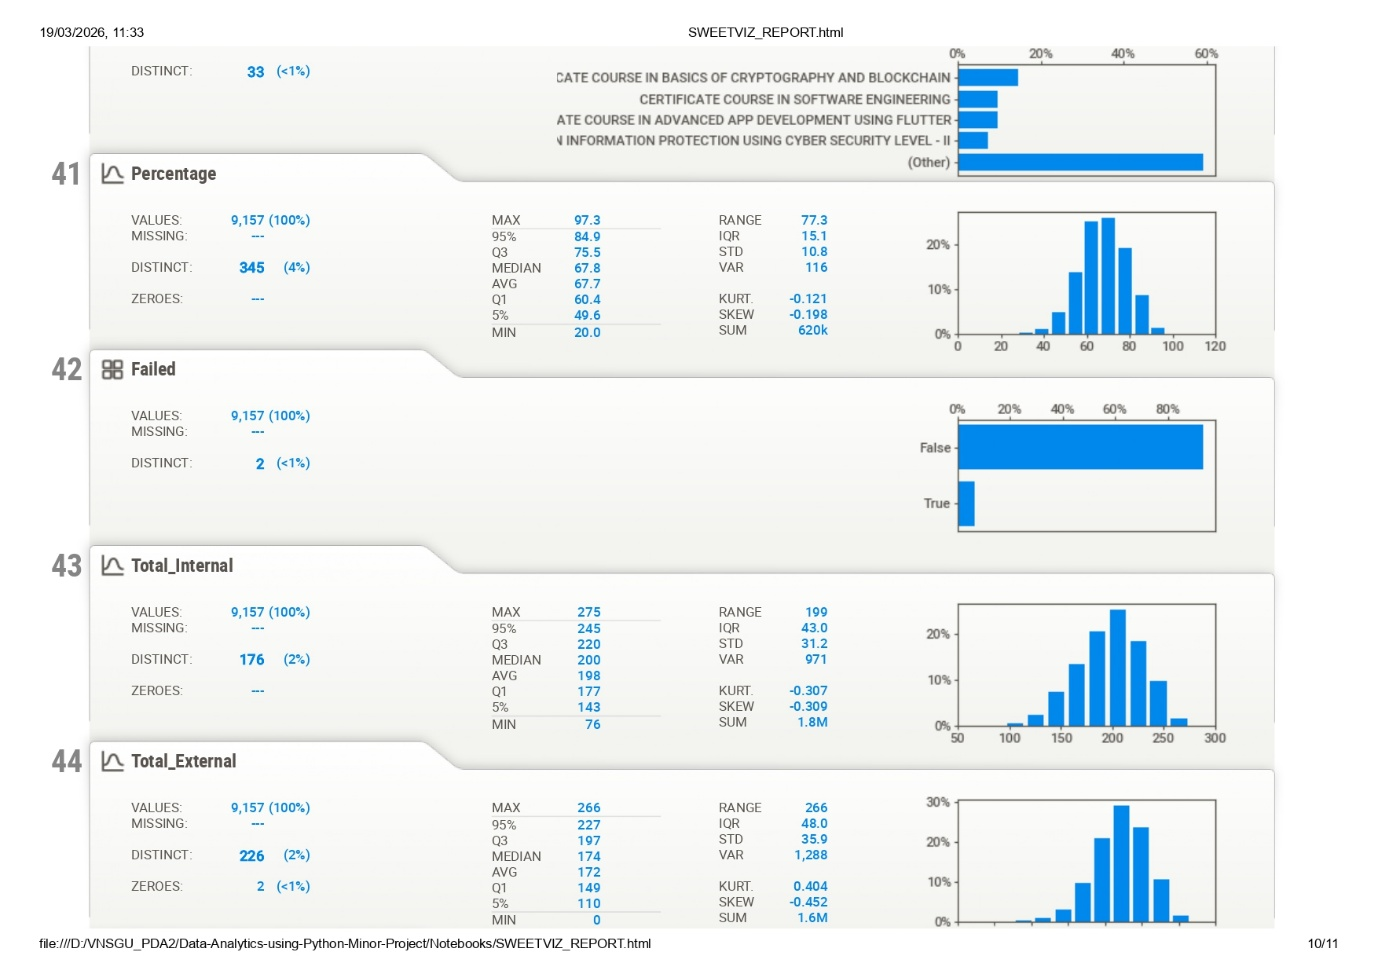 19/03/2026, 11:33 SWEETVIZ_REPORT.html
DISTINCT: 33 (<1%)
0% 20% 40% 60%
CATE COURSE IN BASICS OF CRYPTOGRAPHY AND BLOCKCHAIN
CERTIFICATE COURSE IN SOFTWARE ENGINEERING
ATE COURSE IN ADVANCED APP DEVELOPMENT USING FLUTTER
N INFORMATION PROTECTION USING CYBER SECURITY LEVEL - II
(Other)
41 Percentage
VALUES: 9,157 (100%)
MISSING: ---
DISTINCT: 345 (4%)
ZEROES: ---
MAX 97.3
95% 84.9
Q3 75.5
MEDIAN 67.8
AVG 67.7
Q1 60.4
5% 49.6
MIN 20.0
RANGE 77.3
IQR 15.1
STD 10.8
VAR 116
KURT. -0.121
SKEW -0.198
SUM 620k
20%
10%
0%
0 20 40 60 80 100 120
42 Failed
VALUES: 9,157 (100%)
MISSING: ---
DISTINCT: 2 (<1%)
0% 20% 40% 60% 80%
False
True
43 Total_Internal
VALUES: 9,157 (100%)
MISSING: ---
DISTINCT: 176 (2%)
ZEROES: ---
MAX 275
95% 245
Q3 220
MEDIAN 200
AVG 198
Q1 177
5% 143
MIN 76
RANGE 199
IQR 43.0
STD 31.2
VAR 971
KURT. -0.307
SKEW -0.309
SUM 1.8M
20%
10%
0%
50 100 150 200 250 300
44 Total_External
VALUES: 9,157 (100%)
MISSING: ---
DISTINCT: 226 (2%)
ZEROES: 2 (<1%)
MAX 266
95% 227
Q3 197
MEDIAN 174
AVG 172
Q1 149
5% 110
MIN 0
RANGE 266
IQR 48.0
STD 35.9
VAR 1,288
KURT. 0.404
SKEW -0.452
SUM 1.6M
30%
20%
10%
0%
file:///D:/VNSGU_PDA2/Data-Analytics-using-Python-Minor-Project/Notebooks/SWEETVIZ_REPORT.html 10/11